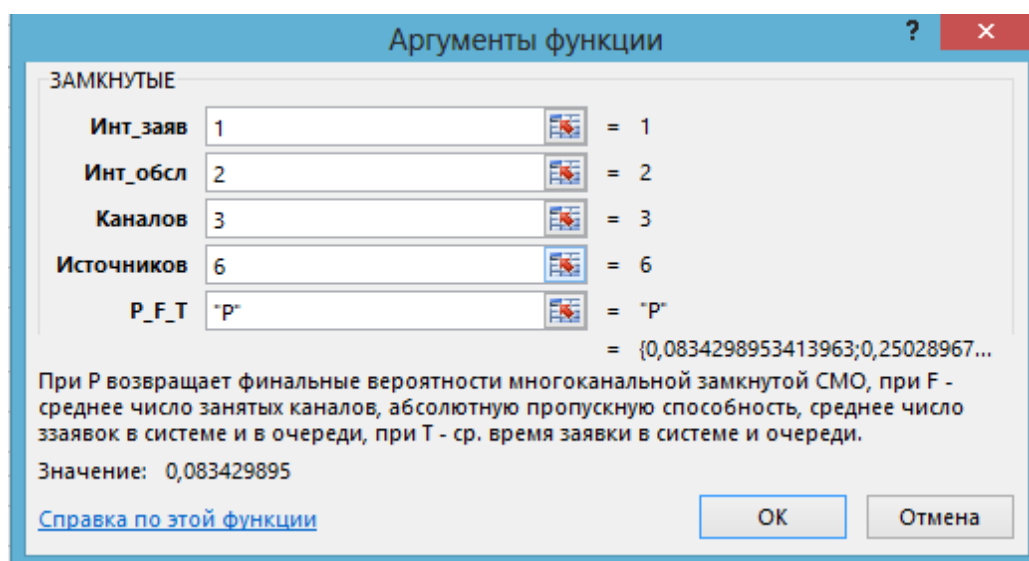 Аргументы функции
?
×
ЗАМКНУТЫЕ
Инт_заяв 1 = 1
Инт_обсл 2 = 2
Каналов 3 = 3
Источников 6 = 6
P_F_T "P" = "P"
= {0,0834298953413963;0,25028967...
При P возвращает финальные вероятности многоканальной замкнутой СМО, при F -
среднее число занятых каналов, абсолютную пропускную способность, среднее число
ззаявок в системе и в очереди, при T - ср. время заявки в системе и очереди.
Значение: 0,083429895
Справка по этой функции
ОК
Отмена